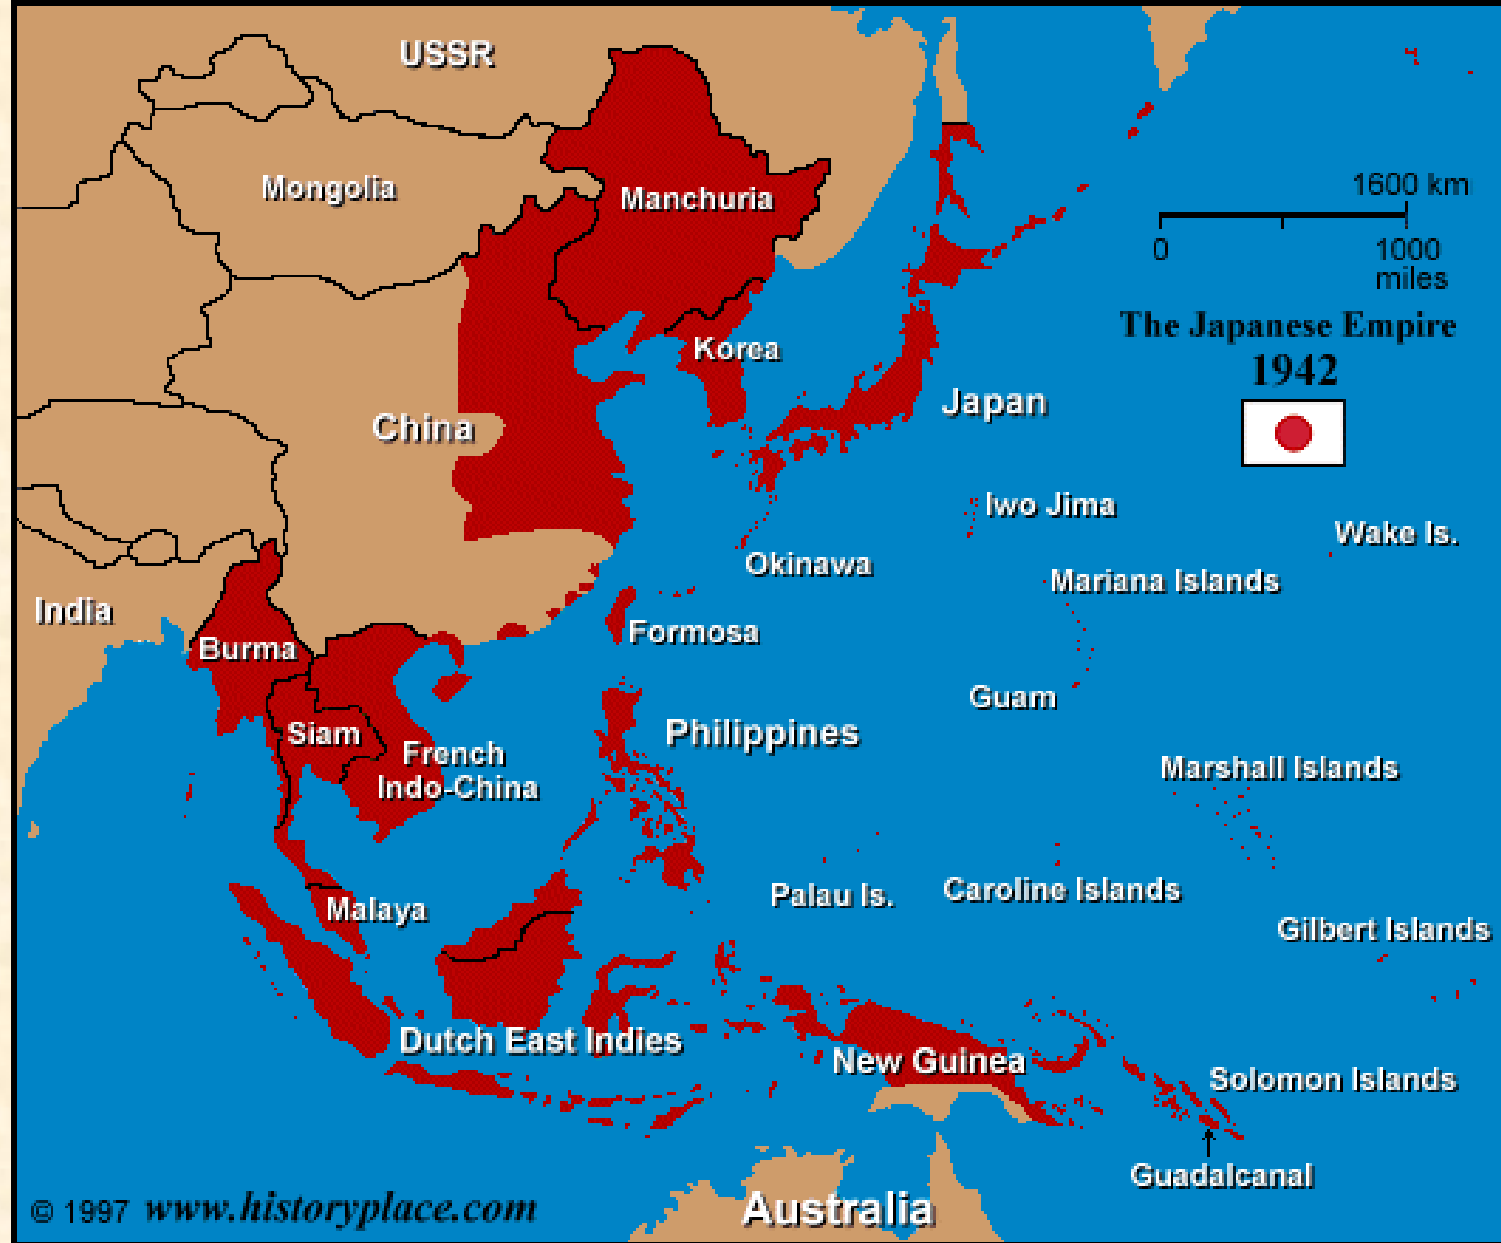 USSR
Mongolia
Manchuria
1600 km
0
1000
miles
The Japanese Empire
1942
Korea
Japan
China
Iwo Jima
Wake Is.
Okinawa
Mariana Islands
India
Burma
Formosa
Guam
Siam
French
Indo-China
Philippines
Marshall Islands
Palau Is.
Caroline Islands
Malaya
Gilbert Islands
Dutch East Indies
New Guinea
Solomon Islands
Guadalcanal
© 1997 www.historyplace.com
Australia